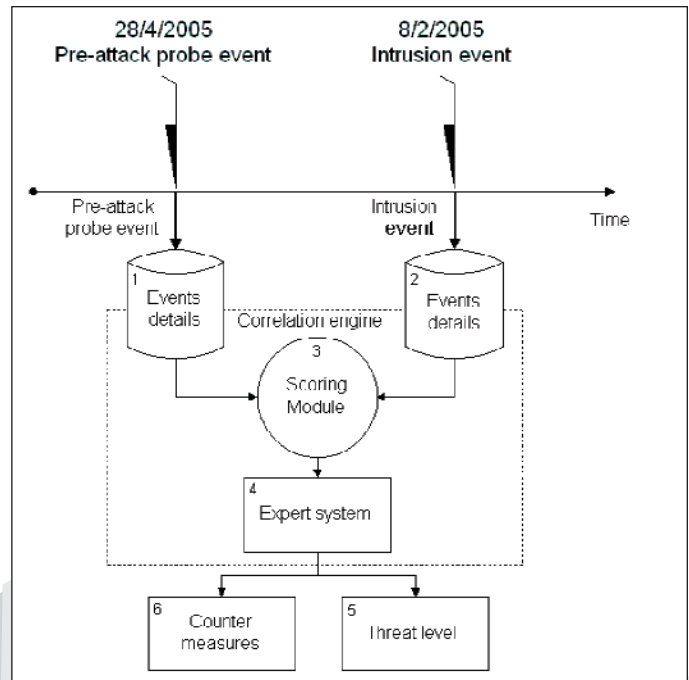 28/4/2005
Pre-attack probe event
8/2/2005
Intrusion event
Pre-attack
probe event
Intrusion
event
Time
1
Events
details
2
Events
details
Correlation engine
3
Scoring
Module
4
Expert system
6
Counter
measures
5
Threat level